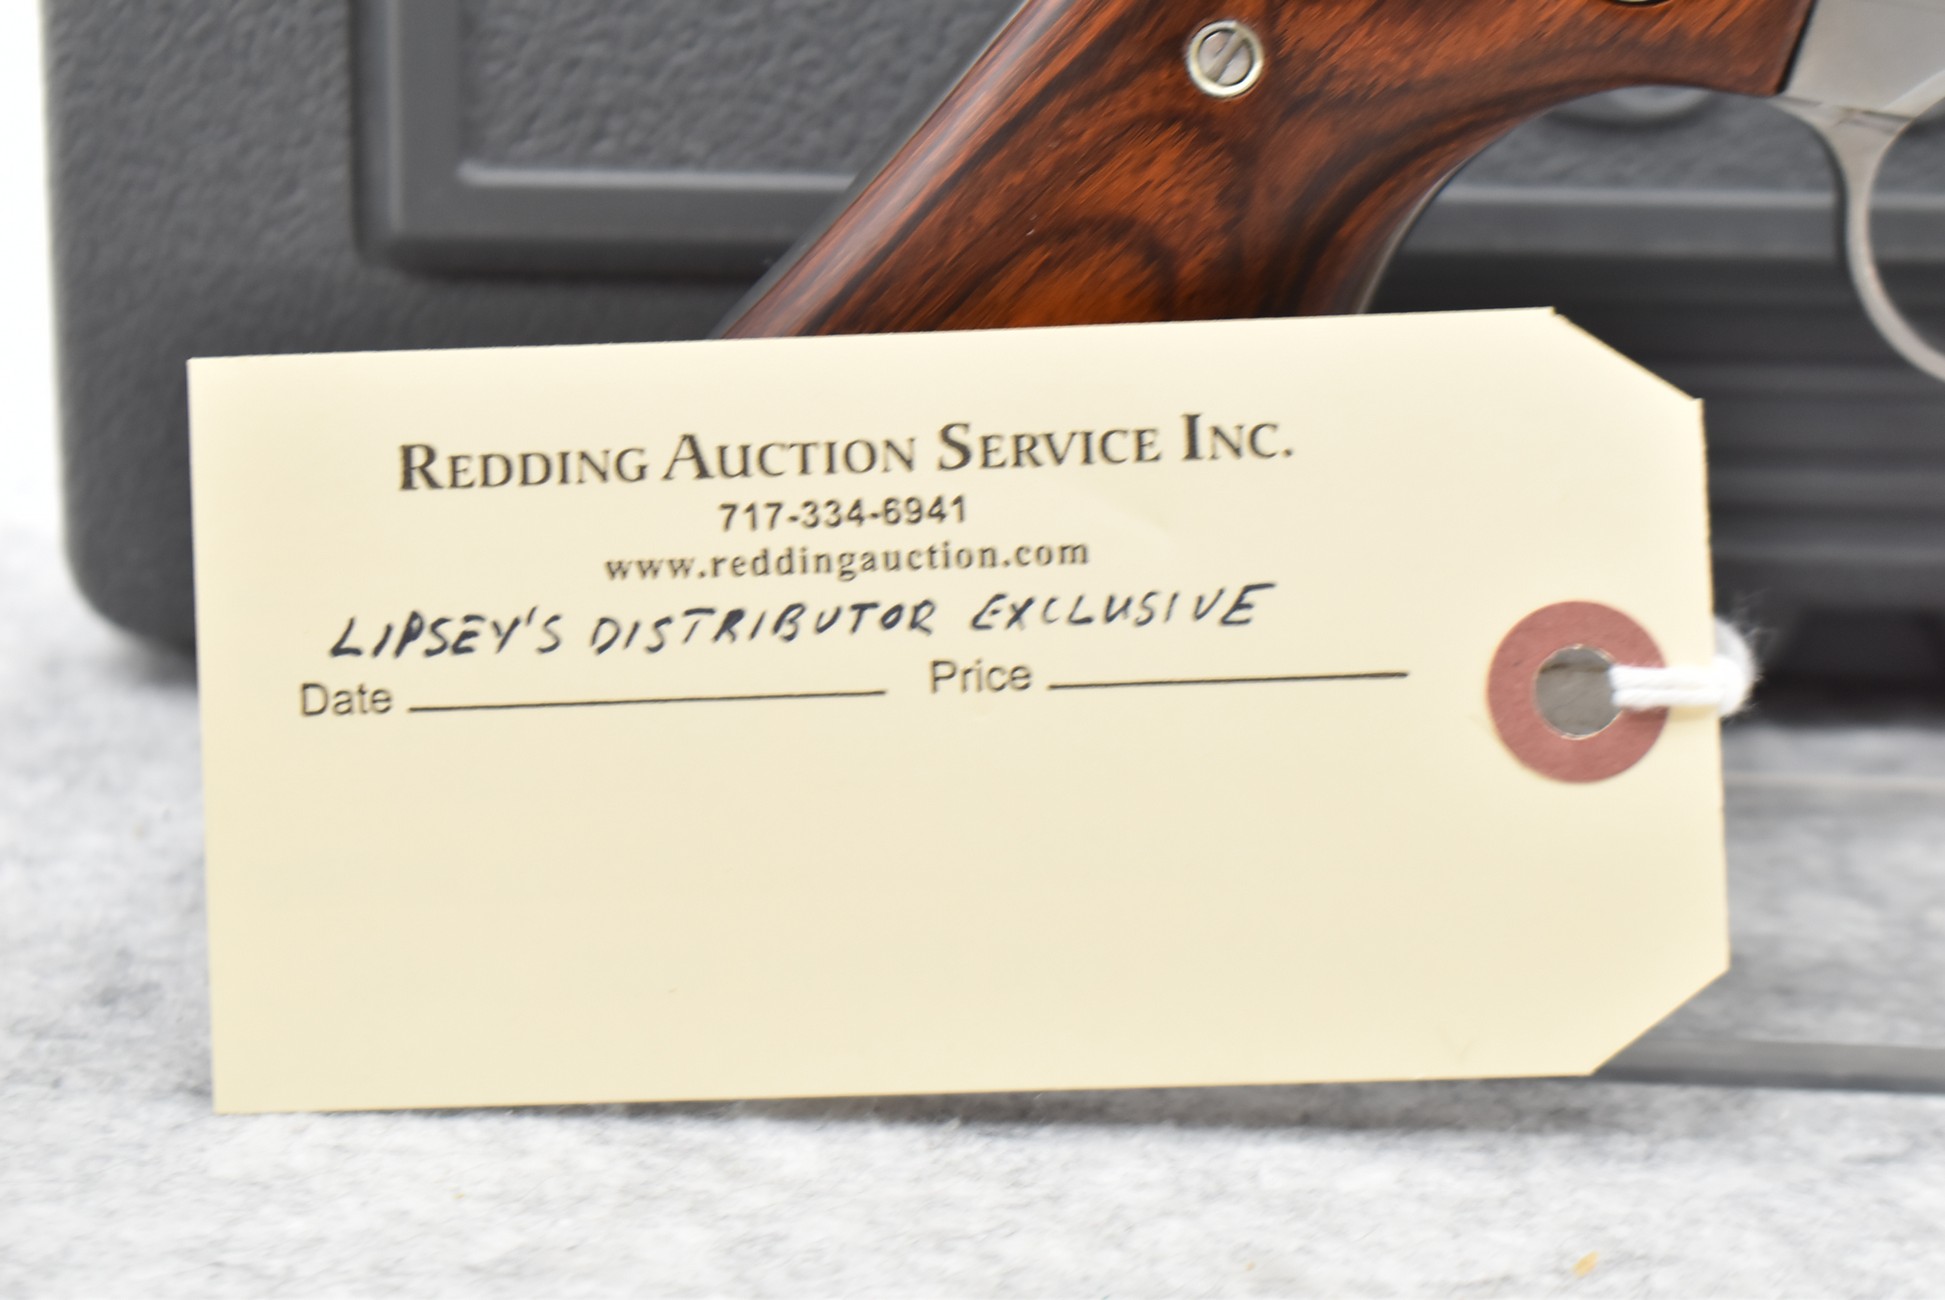 REDDING AUCTION SERVICE INC.
717-334-6941
www.reddingauction.com
LIPSEY'S DISTRIBUTOR EXCLUSIVE
Date Price